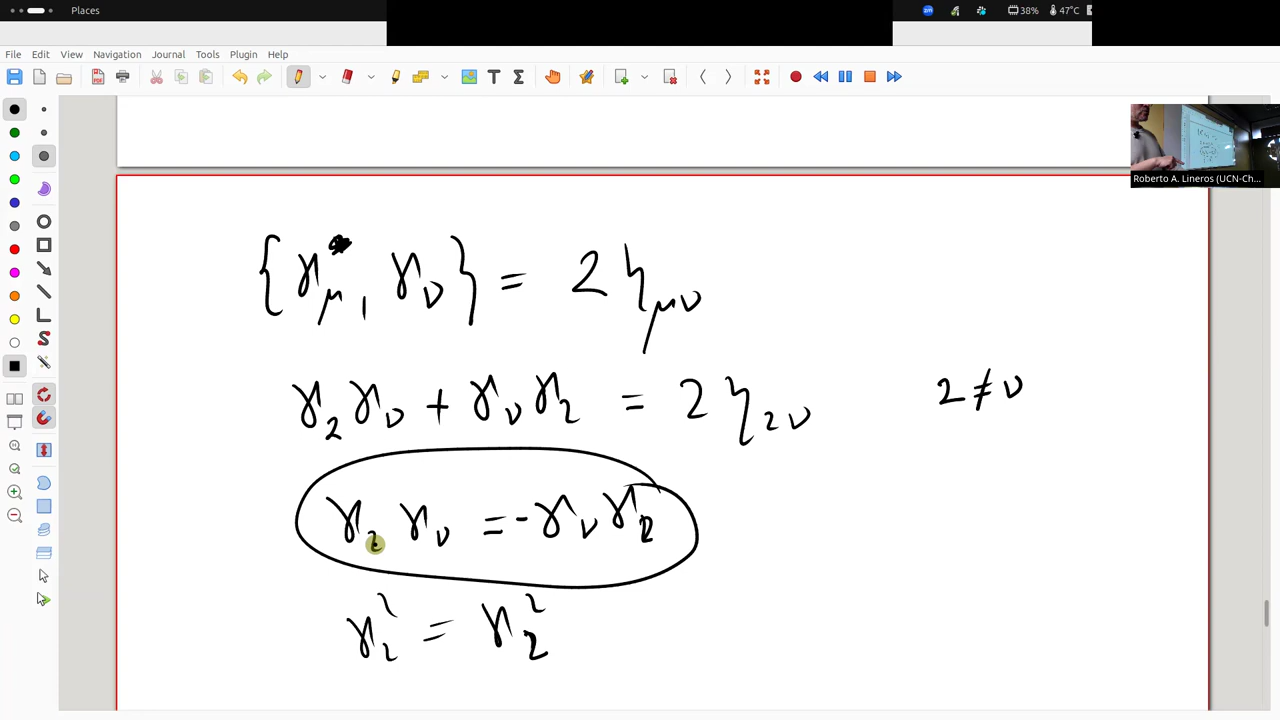 Places
38% 47°C
File Edit View Navigation Journal Tools Plugin Help
Roberto A. Lineros (UCN-Ch...
{γ_μ, γ_ν} = 2 η_μν
γ_2 γ_ν + γ_ν γ_2 = 2 η_2ν 2 ≠ ν
γ_2 γ_ν = - γ_ν γ_2
γ_2^2 = γ_2^2